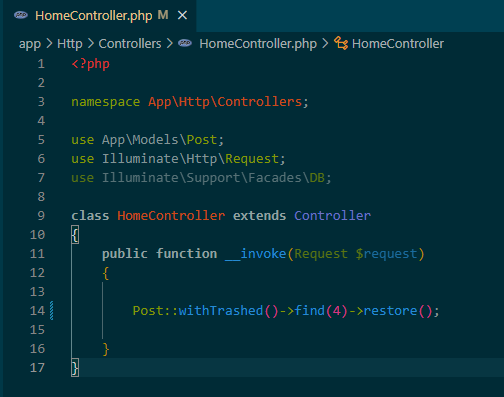 HomeController.php M ×
app > Http > Controllers > HomeController.php > HomeController
1 <?php
2
3 namespace App\Http\Controllers;
4
5 use App\Models\Post;
6 use Illuminate\Http\Request;
7 use Illuminate\Support\Facades\DB;
8
9 class HomeController extends Controller
10 {
11     public function __invoke(Request $request)
12     {
13
14         Post::withTrashed()->find(4)->restore();
15
16     }
17 }